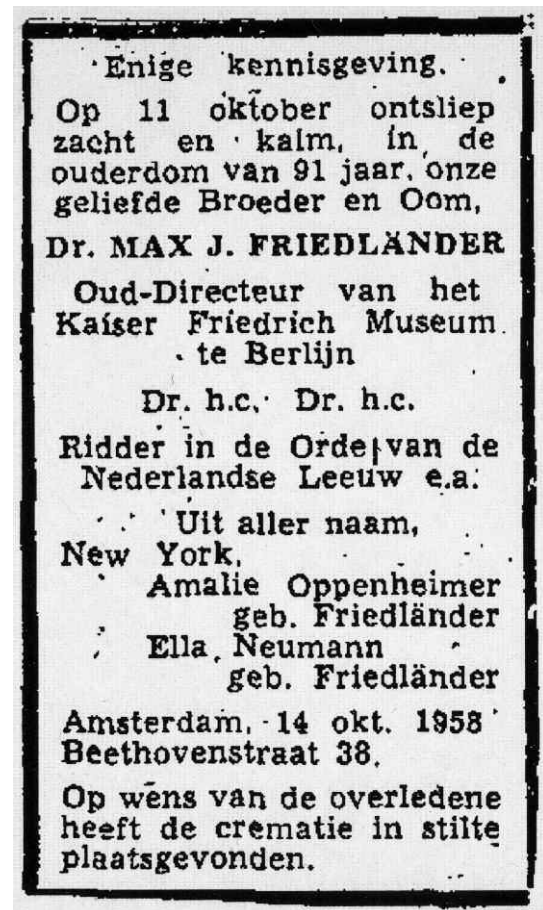 Enige kennisgeving.
Op 11 oktober ontsliep
zacht en kalm, in de
ouderdom van 91 jaar, onze
geliefde Broeder en Oom,
Dr. MAX J. FRIEDLÄNDER
Oud-Directeur van het
Kaiser Friedrich Museum
te Berlijn
Dr. h.c. Dr. h.c.
Ridder in de Orde van de
Nederlandse Leeuw e.a.
Uit aller naam,
New York,
Amalie Oppenheimer
geb. Friedländer
Ella Neumann
geb. Friedländer
Amsterdam, 14 okt. 1958
Beethovenstraat 38.
Op wens van de overledene
heeft de crematie in stilte
plaatsgevonden.